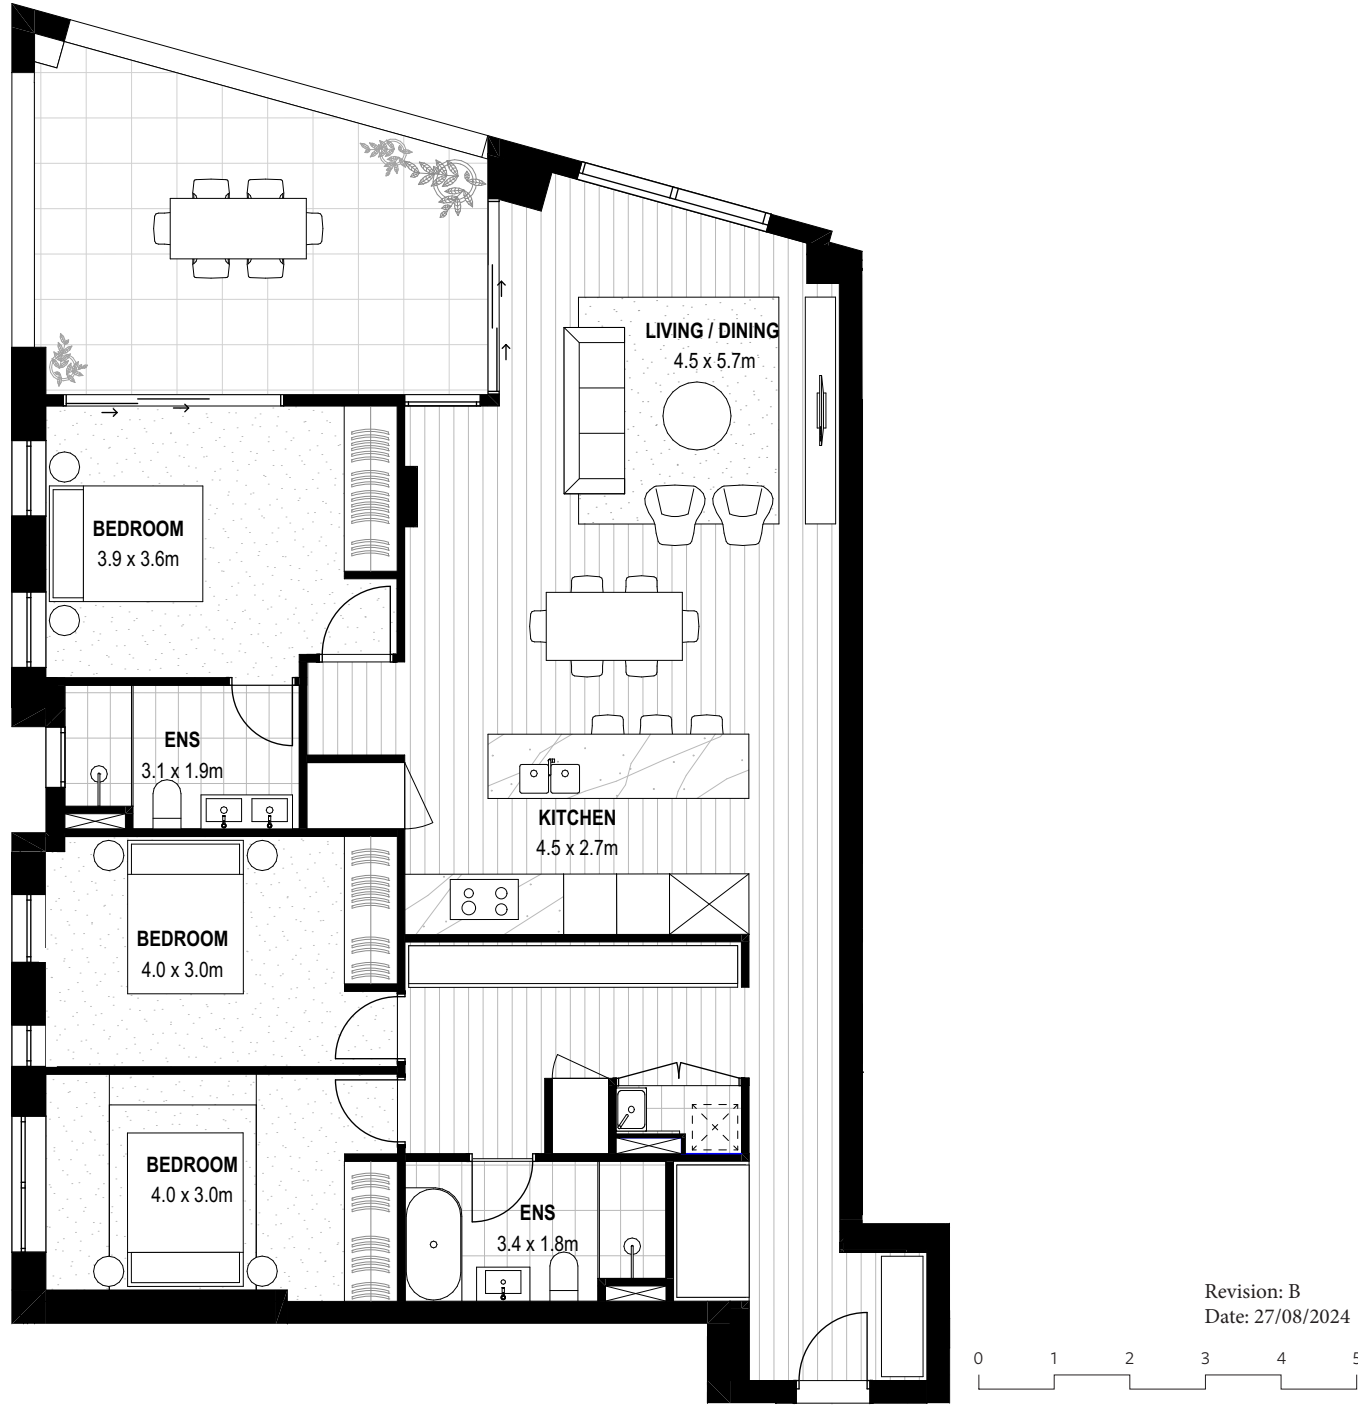 LIVING / DINING
4.5 x 5.7m
BEDROOM
3.9 x 3.6m
ENS
3.1 x 1.9m
KITCHEN
4.5 x 2.7m
BEDROOM
4.0 x 3.0m
BEDROOM
4.0 x 3.0m
ENS
3.4 x 1.8m
Revision: B
Date: 27/08/2024
0 1 2 3 4 5